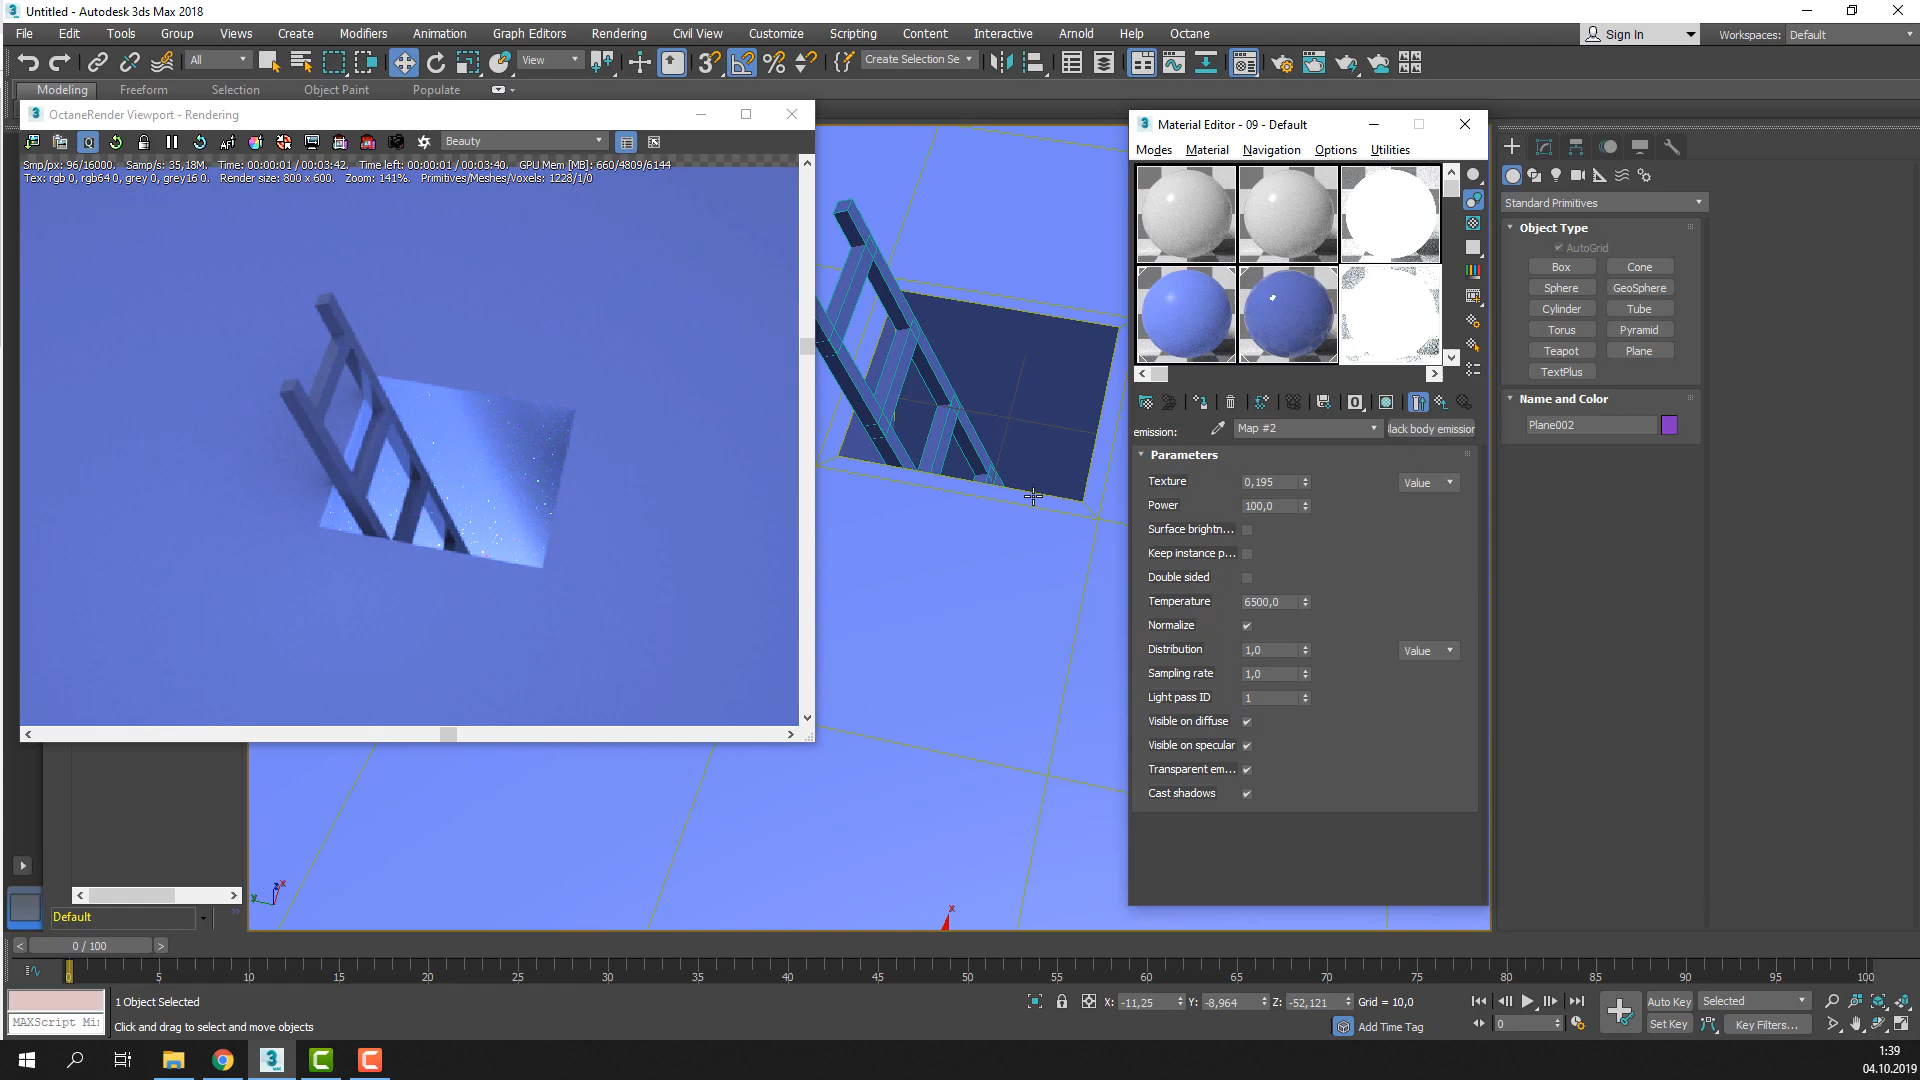 Untitled - Autodesk 3ds Max 2018
File Edit Tools Group Views Create Modifiers Animation Graph Editors Rendering Civil View Customize Scripting Content Interactive Arnold Help Octane
Sign In Workspaces: Default
All View Create Selection Se
Modeling Freeform Selection Object Paint Populate
OctaneRender Viewport - Rendering
Beauty
Smp/px: 96/16000. Samp/s: 35,18M. Time: 00:00:01 / 00:03:42. Time left: 00:00:01 / 00:03:40. GPU Mem [MB]: 660/4809/6144
Tex: rgb 0, rgb64 0, grey 0, grey16 0. Render size: 800 x 600. Zoom: 141%. Primitives/Meshes/Voxels: 1228/1/0
Material Editor - 09 - Default
Modes Material Navigation Options Utilities
emission: Map #2 lack body emission
Parameters
Texture 0,195 Value
Power 100,0
Surface brightn...
Keep instance p...
Double sided
Temperature 6500,0
Normalize
Distribution 1,0 Value
Sampling rate 1,0
Light pass ID 1
Visible on diffuse
Visible on specular
Transparent em...
Cast shadows
Standard Primitives
Object Type
AutoGrid
Box Cone
Sphere GeoSphere
Cylinder Tube
Torus Pyramid
Teapot Plane
TextPlus
Name and Color
Plane002
x
Default
0 / 100
0 5 10 15 20 25 30 35 40 45 50 55 60 65 70 75 80 85 90 95 100
1 Object Selected
X: -11,25 Y: -8,964 Z: -52,121 Grid = 10,0
Auto Key Selected
MAXScript Mi
Click and drag to select and move objects
Add Time Tag
0
Set Key Key Filters...
1:39
04.10.2019